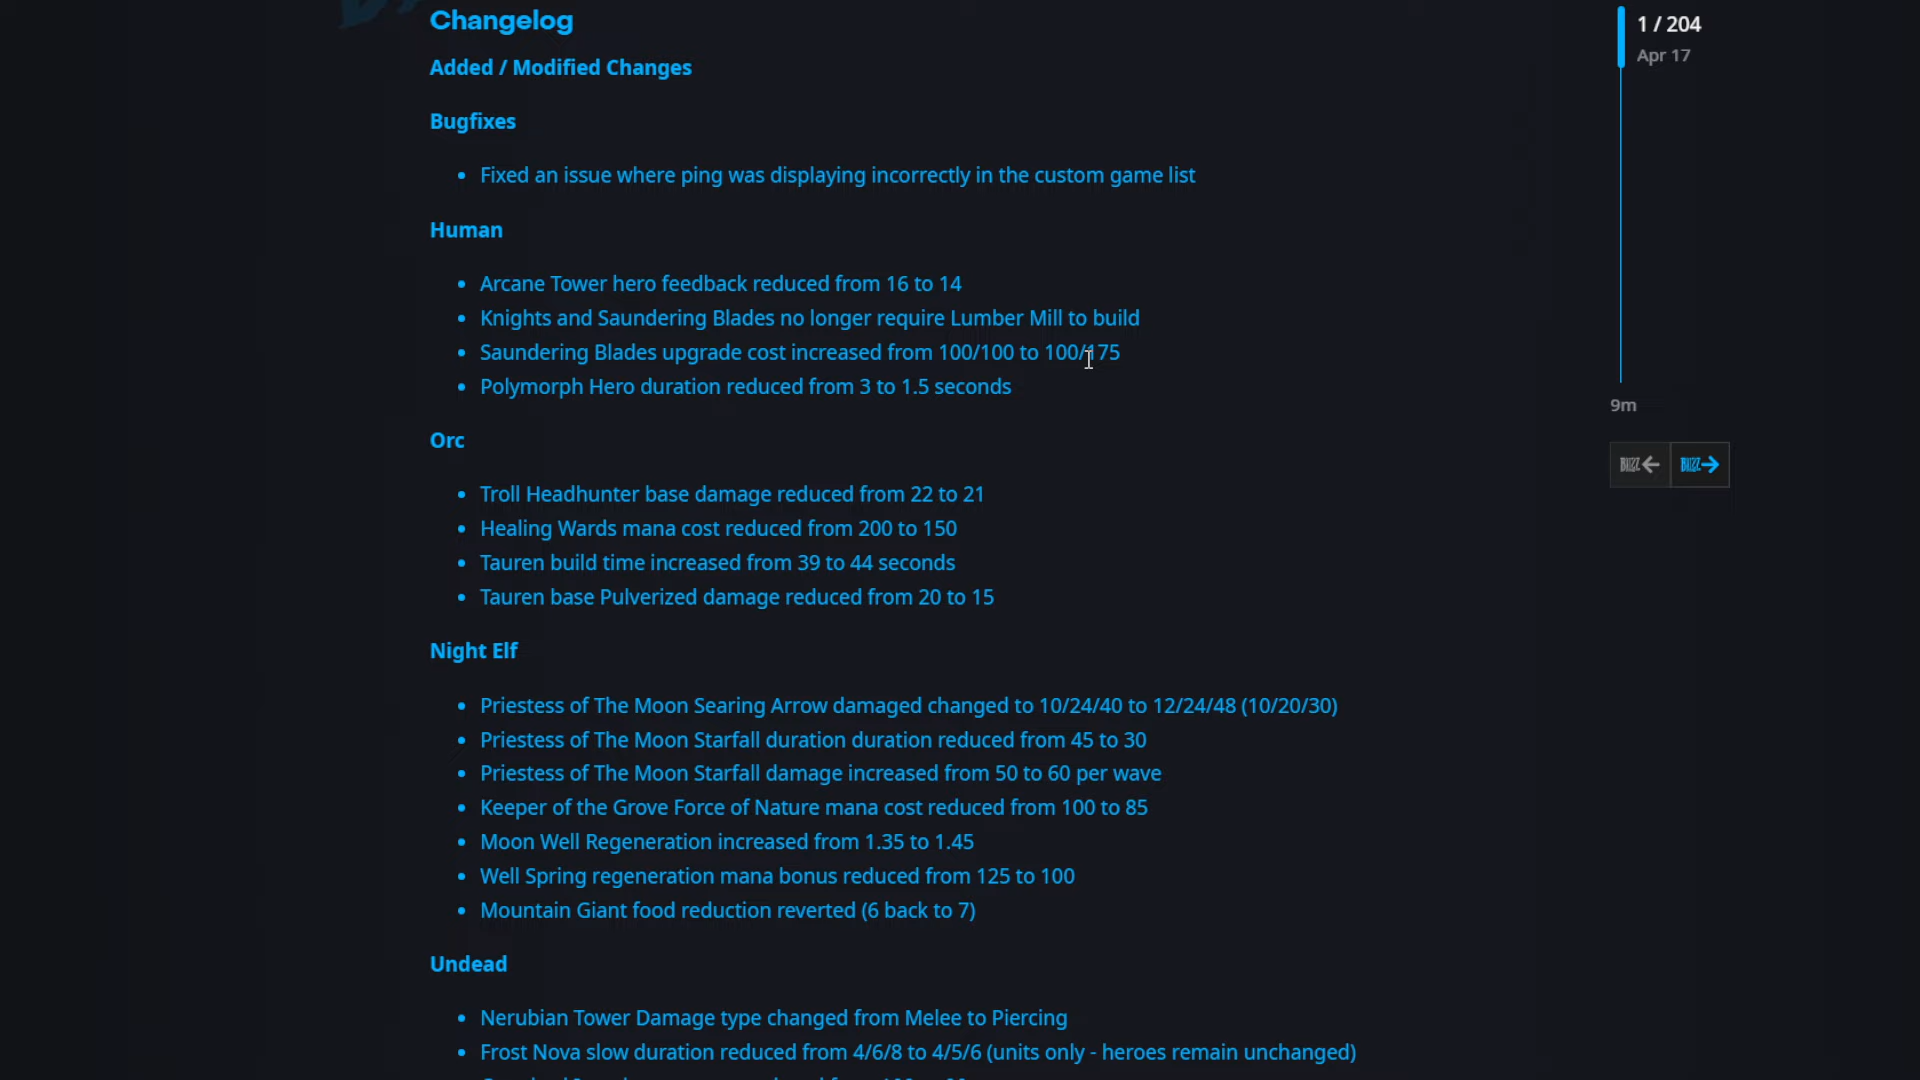 Changelog
1 / 204
Apr 17
Added / Modified Changes
Bugfixes
Fixed an issue where ping was displaying incorrectly in the custom game list
Human
Arcane Tower hero feedback reduced from 16 to 14
Knights and Saundering Blades no longer require Lumber Mill to build
Saundering Blades upgrade cost increased from 100/100 to 100/175
Polymorph Hero duration reduced from 3 to 1.5 seconds
9m
BLIZZ
BLIZZ
Orc
Troll Headhunter base damage reduced from 22 to 21
Healing Wards mana cost reduced from 200 to 150
Tauren build time increased from 39 to 44 seconds
Tauren base Pulverized damage reduced from 20 to 15
Night Elf
Priestess of The Moon Searing Arrow damaged changed to 10/24/40 to 12/24/48 (10/20/30)
Priestess of The Moon Starfall duration duration reduced from 45 to 30
Priestess of The Moon Starfall damage increased from 50 to 60 per wave
Keeper of the Grove Force of Nature mana cost reduced from 100 to 85
Moon Well Regeneration increased from 1.35 to 1.45
Well Spring regeneration mana bonus reduced from 125 to 100
Mountain Giant food reduction reverted (6 back to 7)
Undead
Nerubian Tower Damage type changed from Melee to Piercing
Frost Nova slow duration reduced from 4/6/8 to 4/5/6 (units only - heroes remain unchanged)